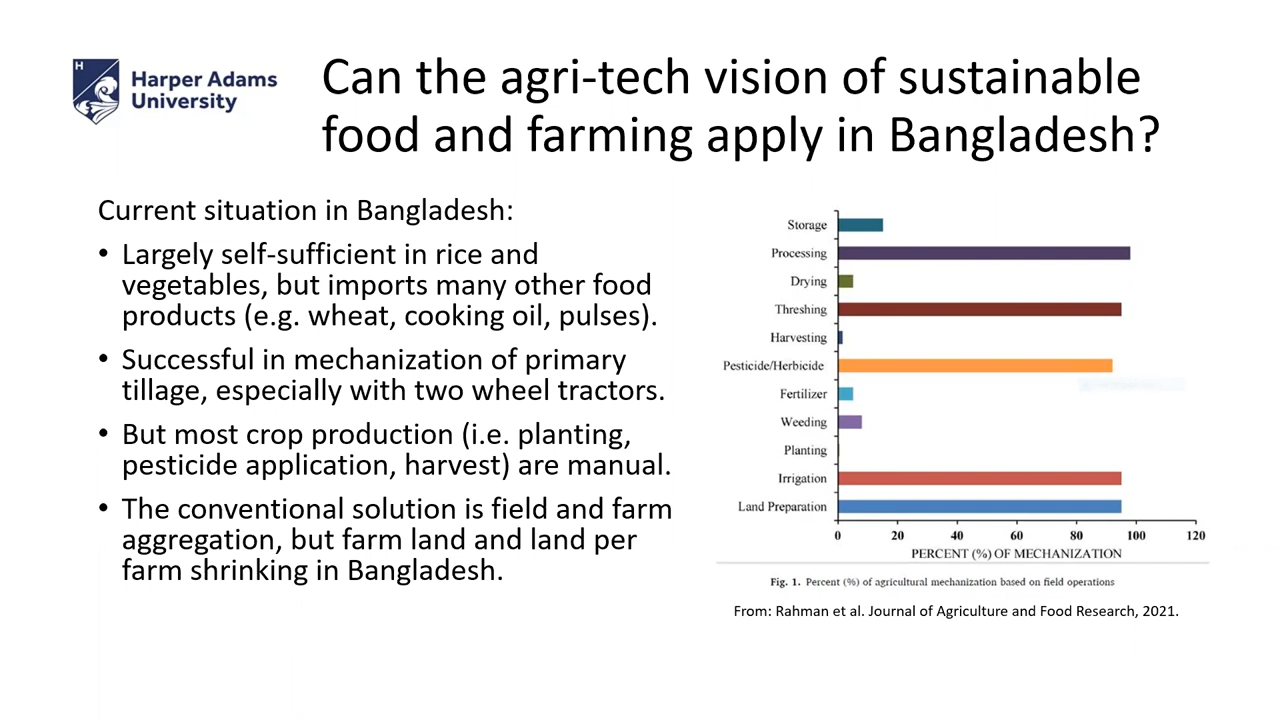 H
Harper Adams
University
Can the agri-tech vision of sustainable
food and farming apply in Bangladesh?
Current situation in Bangladesh:
• Largely self-sufficient in rice and
vegetables, but imports many other food
products (e.g. wheat, cooking oil, pulses).
• Successful in mechanization of primary
tillage, especially with two wheel tractors.
• But most crop production (i.e. planting,
pesticide application, harvest) are manual.
• The conventional solution is field and farm
aggregation, but farm land and land per
farm shrinking in Bangladesh.
Storage
Processing
Drying
Threshing
Harvesting
Pesticide/Herbicide
Fertilizer
Weeding
Planting
Irrigation
Land Preparation
0 20 40 60 80 100 120
PERCENT (%) OF MECHANIZATION
Fig. 1. Percent (%) of agricultural mechanization based on field operations
From: Rahman et al. Journal of Agriculture and Food Research, 2021.